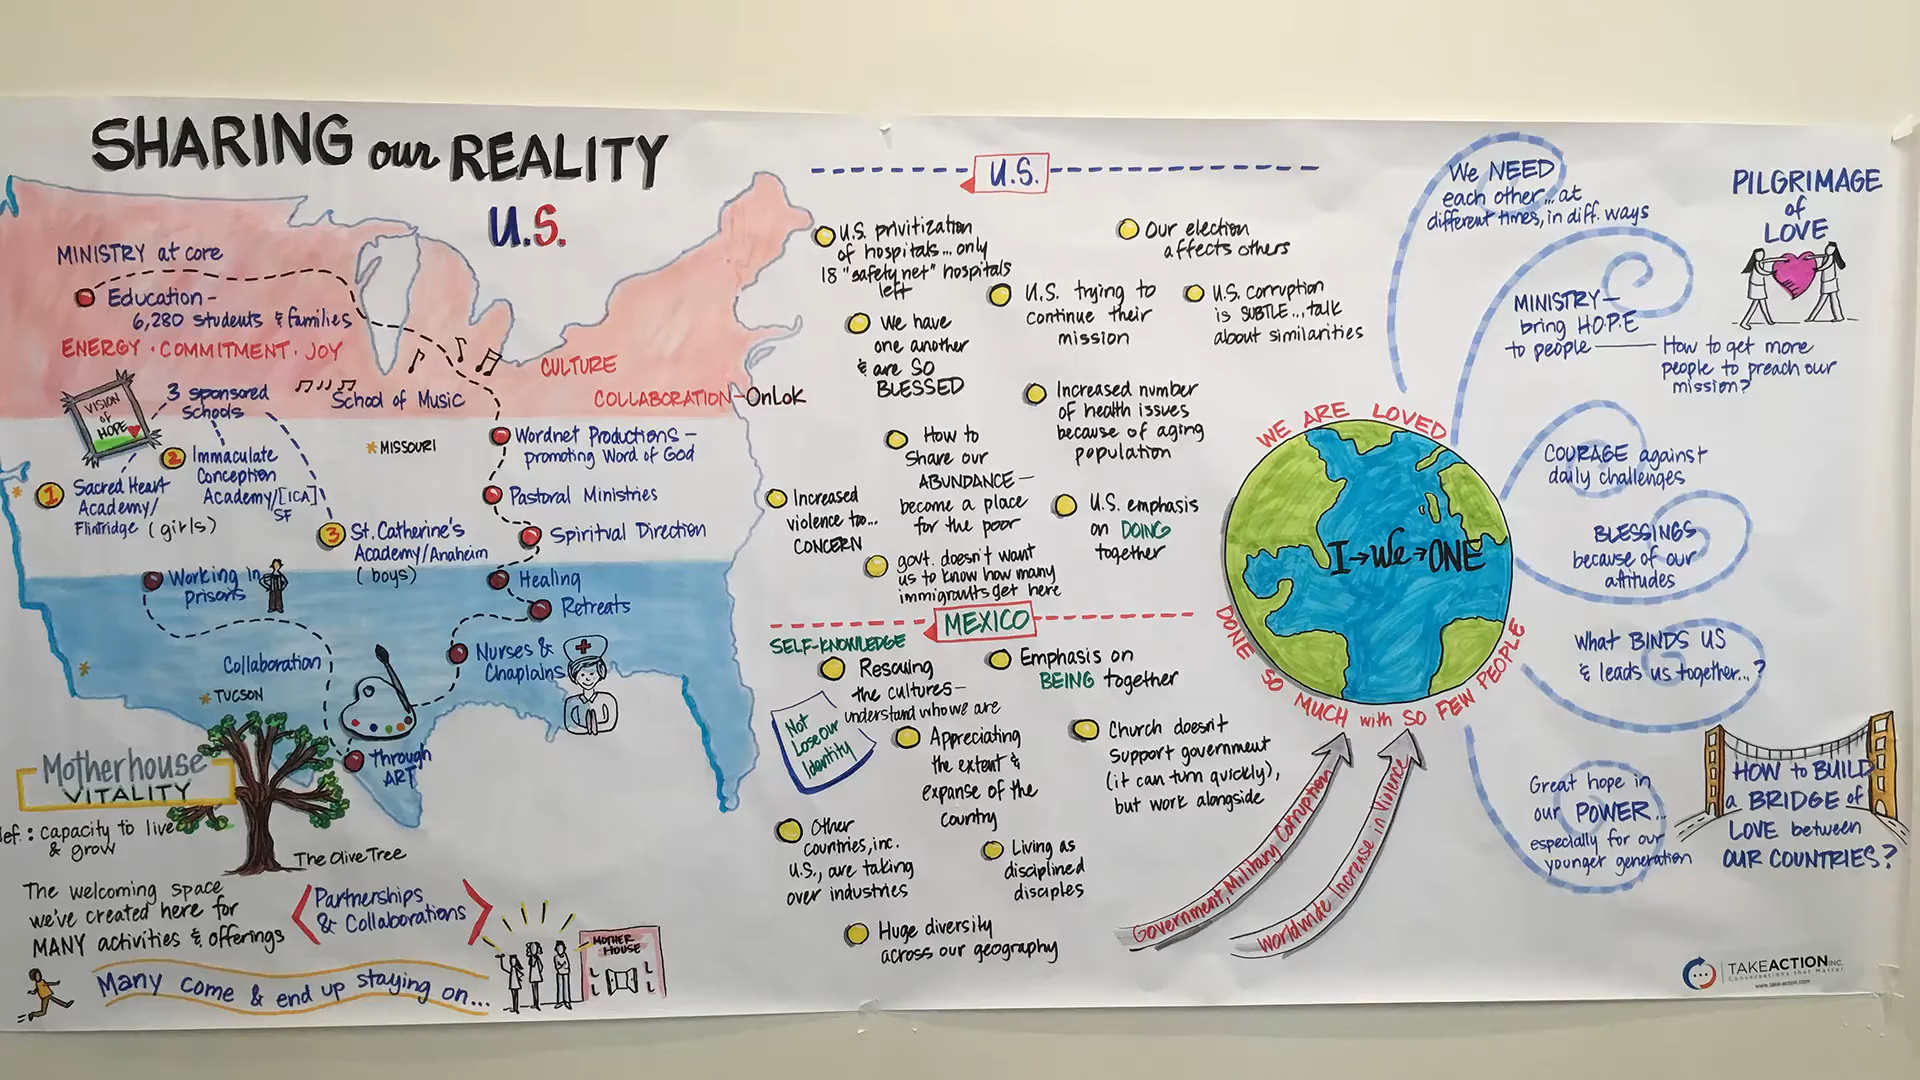 SHARING our REALITY
U.S.
MINISTRY at core
Education -
6,280 students & families
ENERGY · COMMITMENT · JOY
CULTURE
COLLABORATION - OnLok
VISION
of
HOPE
3 sponsored
schools
School of Music
MISSOURI
1
Sacred Heart
Academy/
Flintridge (girls)
2
Immaculate
Conception
Academy/[ICA]
SF
3
St. Catherine's
Academy/Anaheim
(boys)
Wordnet Productions -
promoting Word of God
Pastoral Ministries
Spiritual Direction
Healing
Retreats
Nurses &
Chaplains
Working in
prisons
Collaboration
TUCSON
Through
ART
Motherhouse
VITALITY
def.: capacity to live
& grow
The Olive Tree
The welcoming space
we've created here for
MANY activities & offerings
Partnerships
& Collaborations
Many come & end up staying on...
MOTHER
HOUSE
U.S.
U.S. privitization
of hospitals... only
18 "safety net" hospitals
left
Our election
affects others
U.S. trying to
continue their
mission
U.S. corruption
is SUBTLE... talk
about similarities
We have
one another
& are SO
BLESSED
Increased number
of health issues
because of aging
population
How to
Share our
ABUNDANCE -
become a place
for the poor
Increased
violence too...
CONCERN
U.S. emphasis
on DOING
together
govt. doesn't want
us to know how many
immigrants get here
MEXICO
SELF-KNOWLEDGE
Rescuing
the cultures -
understand who we are
Emphasis on
BEING together
Not
Lose Our
Identity
Appreciating
the extent &
expanse of the
country
Church doesn't
support government
(it can turn quickly),
but work alongside
Other
countries, inc.
U.S., are taking
over industries
Living as
disciplined
disciples
Huge diversity
across our geography
WE ARE LOVED
I → We → ONE
DONE SO MUCH with SO FEW PEOPLE
Government, Military Corruption
Worldwide Increase in Violence
We NEED
each other... at
different times, in diff. ways
PILGRIMAGE
of
LOVE
MINISTRY -
bring H.O.P.E
to people
How to get more
people to preach our
mission?
COURAGE against
daily challenges
BLESSINGS
because of our
attitudes
What BINDS US
& leads us together...?
Great hope in
our POWER...
especially for our
younger generation
HOW to BUILD
a BRIDGE of
LOVE between
OUR COUNTRIES?
TAKEACTION INC.
Conversations that Matter
www.take-action.com